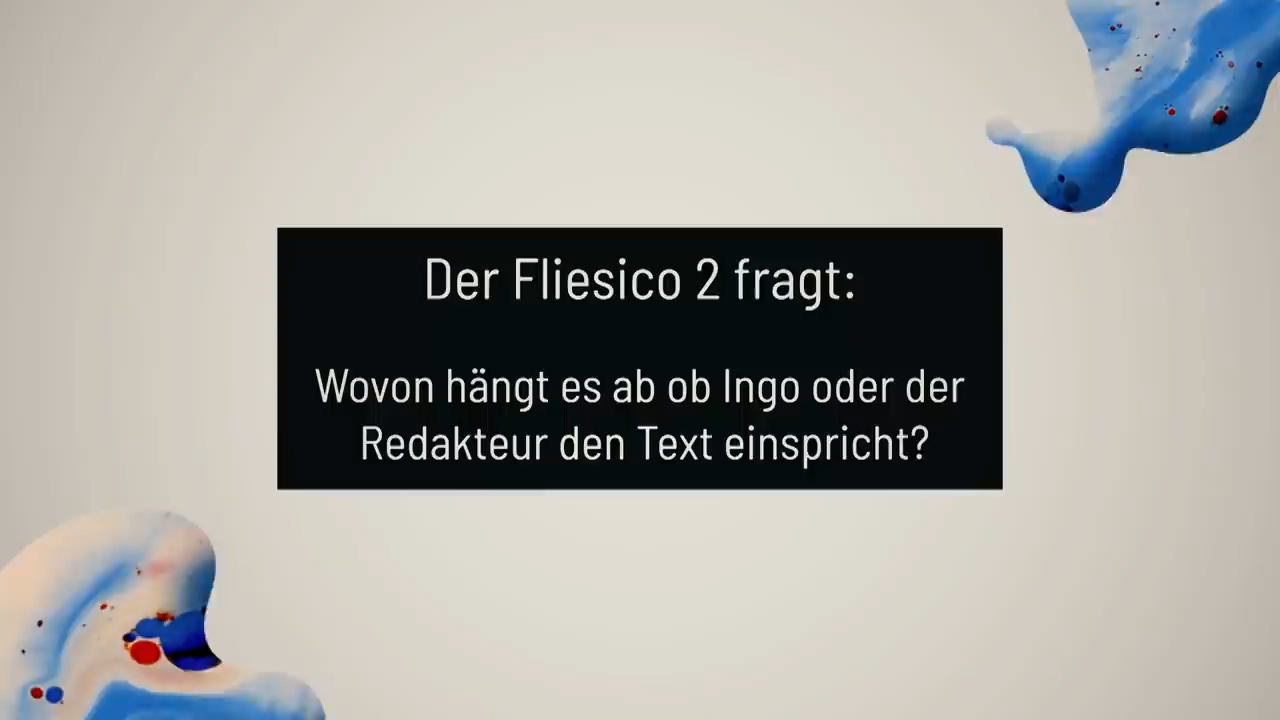 Der Fliesico 2 fragt:
Wovon hängt es ab ob Ingo oder der
Redakteur den Text einspricht?